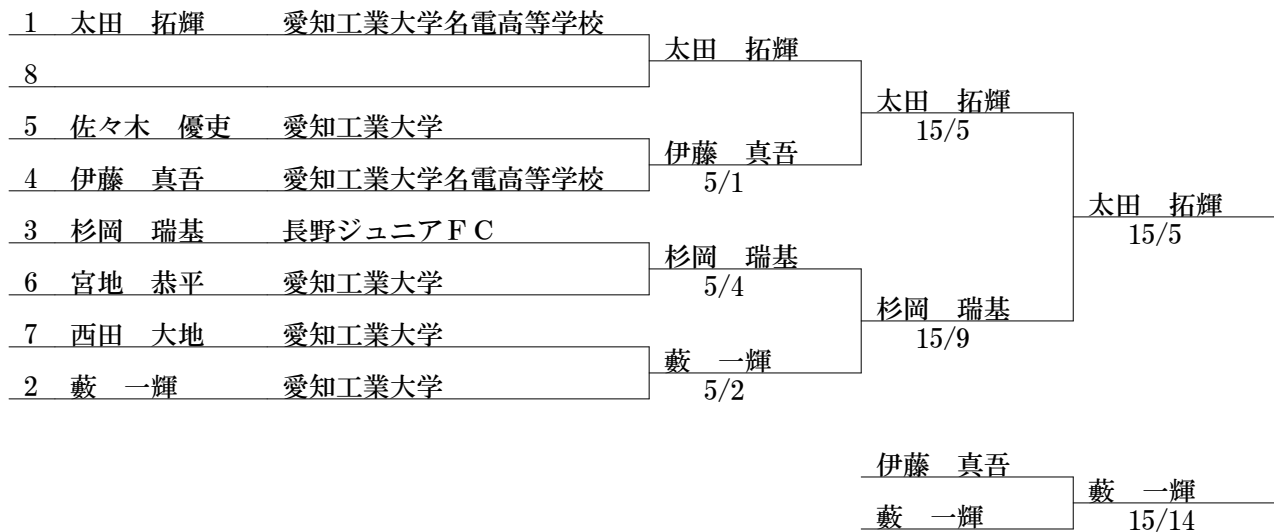 1 太田 拓輝 愛知工業大学名電高等学校
太田 拓輝
8
太田 拓輝
15/5
5 佐々木 優吏 愛知工業大学
伊藤 真吾
5/1
4 伊藤 真吾 愛知工業大学名電高等学校
太田 拓輝
15/5
3 杉岡 瑞基 長野ジュニアFC
杉岡 瑞基
5/4
6 宮地 恭平 愛知工業大学
杉岡 瑞基
15/9
7 西田 大地 愛知工業大学
藪 一輝
5/2
2 藪 一輝 愛知工業大学
伊藤 真吾
藪 一輝
15/14
藪 一輝